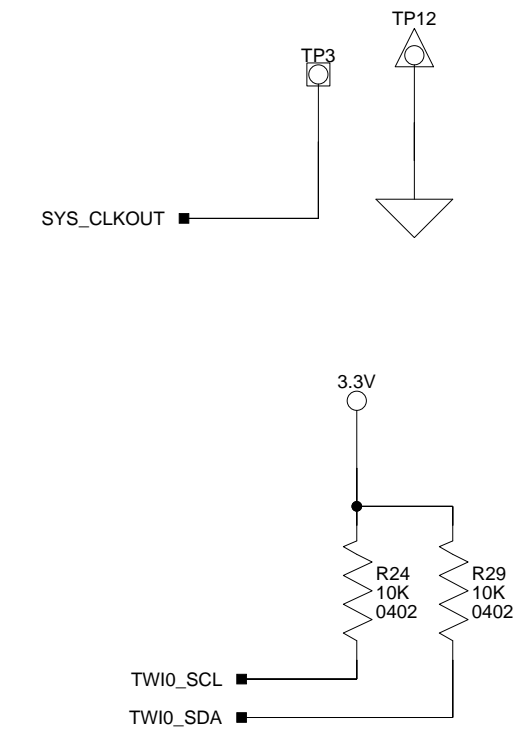 TP12
TP3
SYS_CLKOUT
3.3V
R24
10K
0402
R29
10K
0402
TWI0_SCL
TWI0_SDA